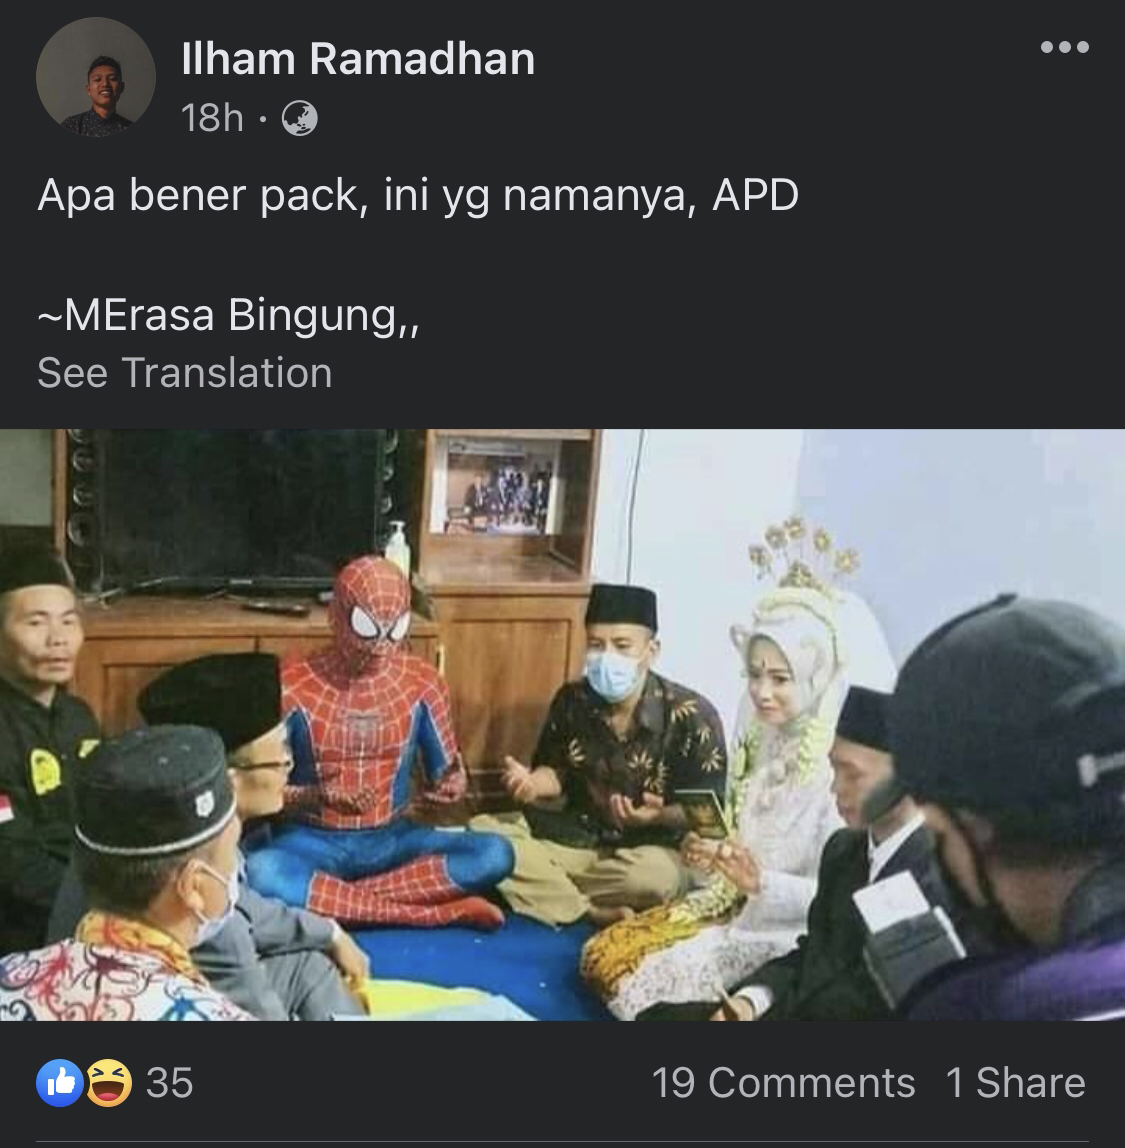 Ilham Ramadhan
18h ·
Apa bener pack, ini yg namanya, APD
~MErasa Bingung,,
See Translation
35
19 Comments 1 Share